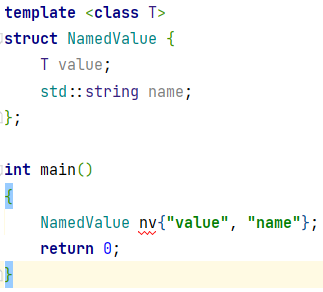 template <class T>
struct NamedValue {
T value;
std::string name;
};
int main()
{
NamedValue nv{"value", "name"};
return 0;
}